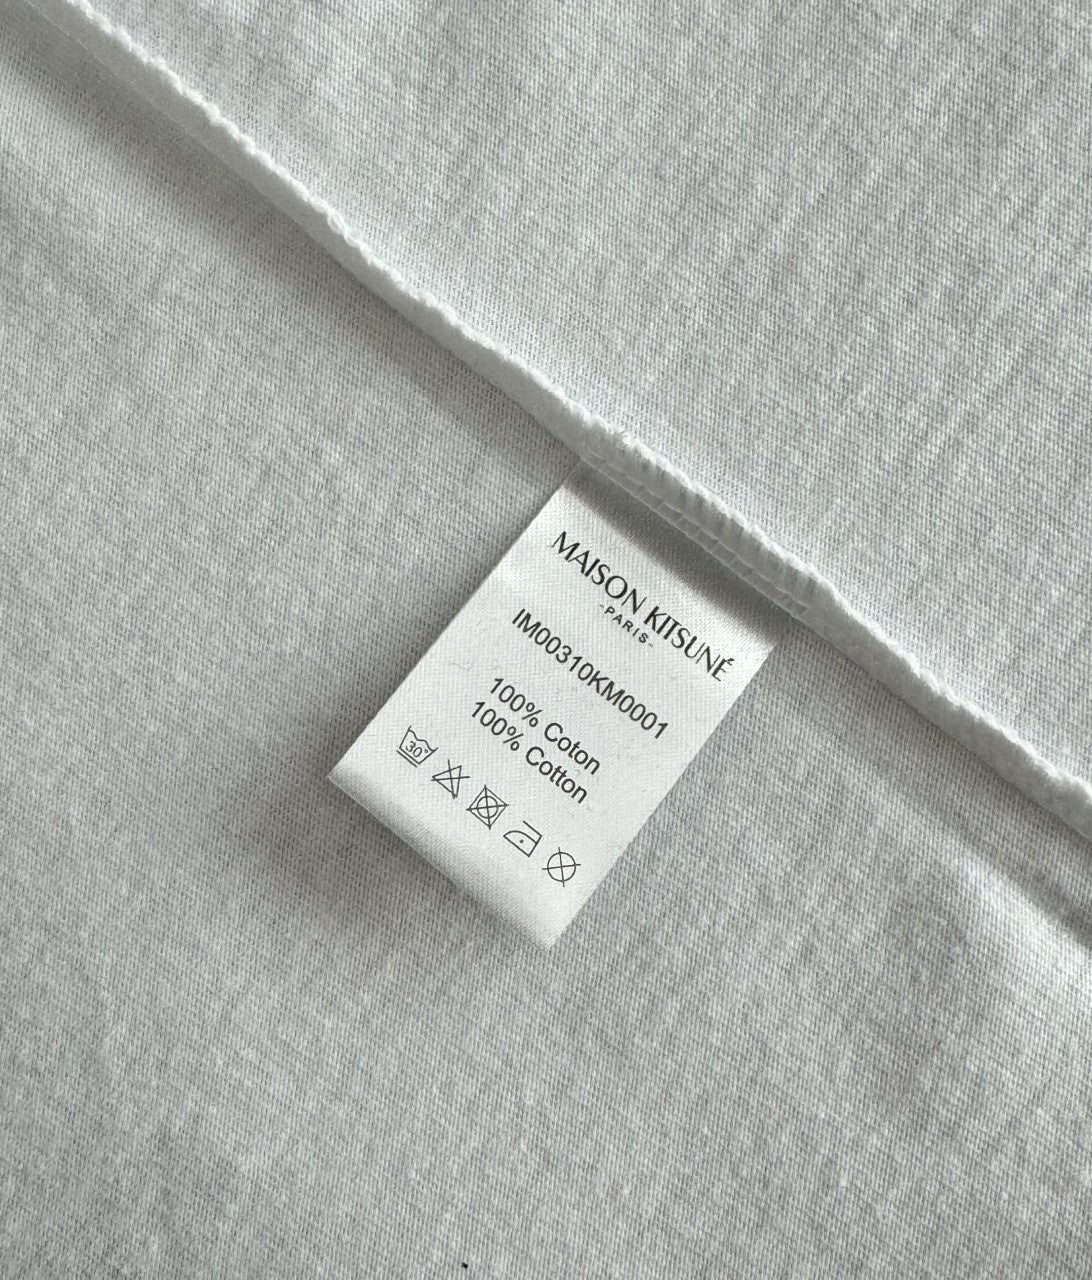 MAISON KITSUNÉ
-PARIS-
IM00310KM0001
100% Coton
100% Cotton
30°